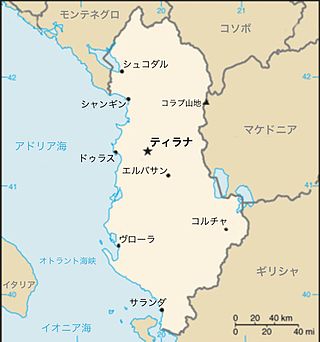 モンテネグロ
コソボ
42
42
シュコダル
シャンギン
コラブ山地
ティラナ
マケドニア
アドリア海
ドゥラス
エルバサン
41
41
コルチャ
ヴローラ
オトラント海峡
ギリシャ
イタリア
40
40
サランダ
イオニア海
0 20 40 km
0 20 40 mi